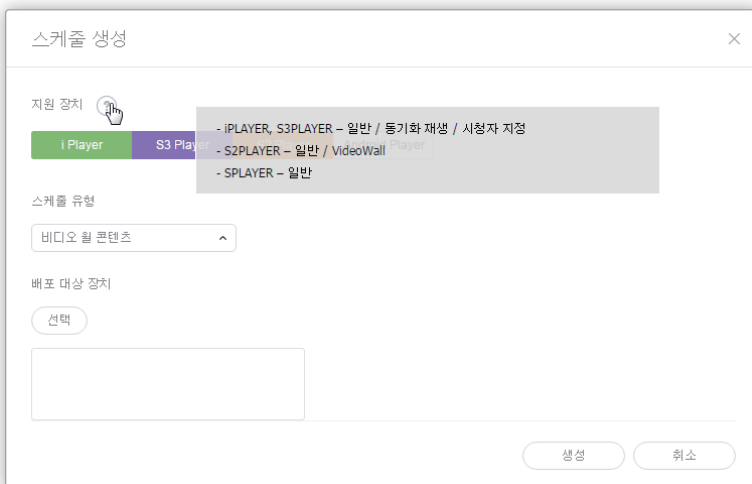 스케줄 생성
지원 장치 ?
- iPLAYER, S3PLAYER – 일반 / 동기화 재생 / 시청자 지정
i Player S3 Player Player
- S2PLAYER – 일반 / VideoWall
- SPLAYER – 일반
스케줄 유형
비디오 월 콘텐츠
배포 대상 장치
선택
생성 취소